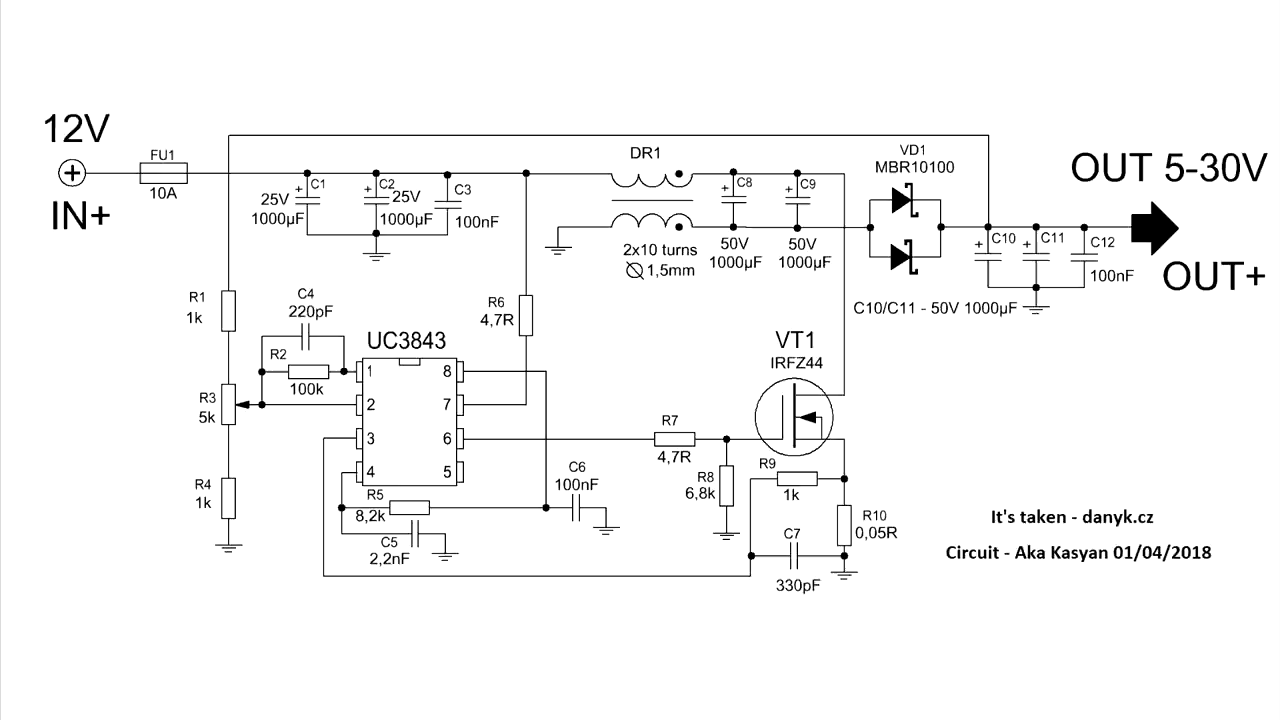 12V
IN+
FU1
10A
25V
1000µF
+
C1
+
C2
25V
1000µF
C3
100nF
DR1
2x10 turns
1,5mm
+
C8
50V
1000µF
+
C9
50V
1000µF
VD1
MBR10100
OUT 5-30V
OUT+
+
C10
+
C11
C12
100nF
C10/C11 - 50V 1000µF
R1
1k
C4
220pF
R2
100k
R3
5k
R4
1k
UC3843
1
2
3
4
8
7
6
5
R6
4,7R
R5
8,2k
C5
2,2nF
C6
100nF
R7
4,7R
R8
6,8k
VT1
IRFZ44
R9
1k
R10
0,05R
C7
330pF
It's taken - danyk.cz
Circuit - Aka Kasyan 01/04/2018